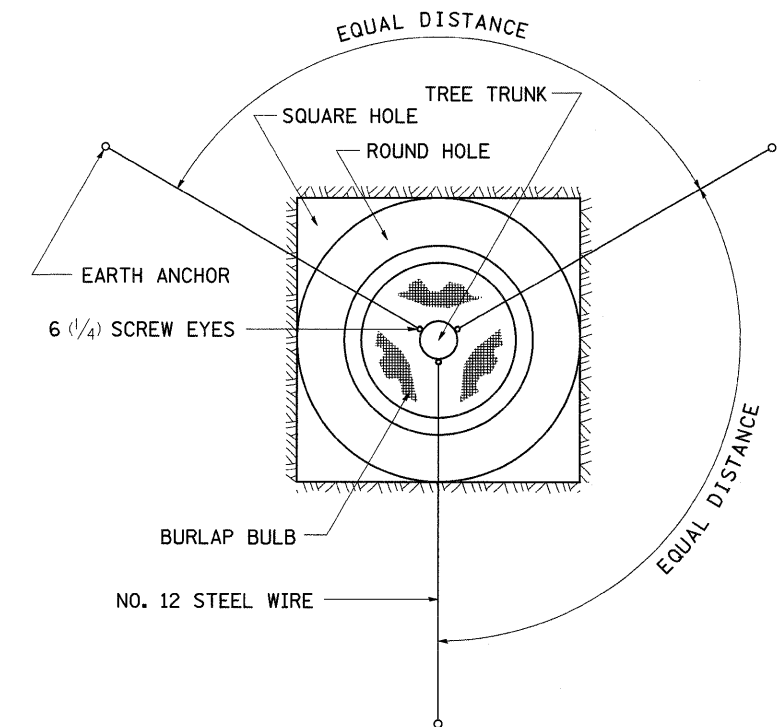 EQUAL DISTANCE
TREE TRUNK
SQUARE HOLE
ROUND HOLE
EARTH ANCHOR
6 (1/4) SCREW EYES
EQUAL DISTANCE
BURLAP BULB
NO. 12 STEEL WIRE